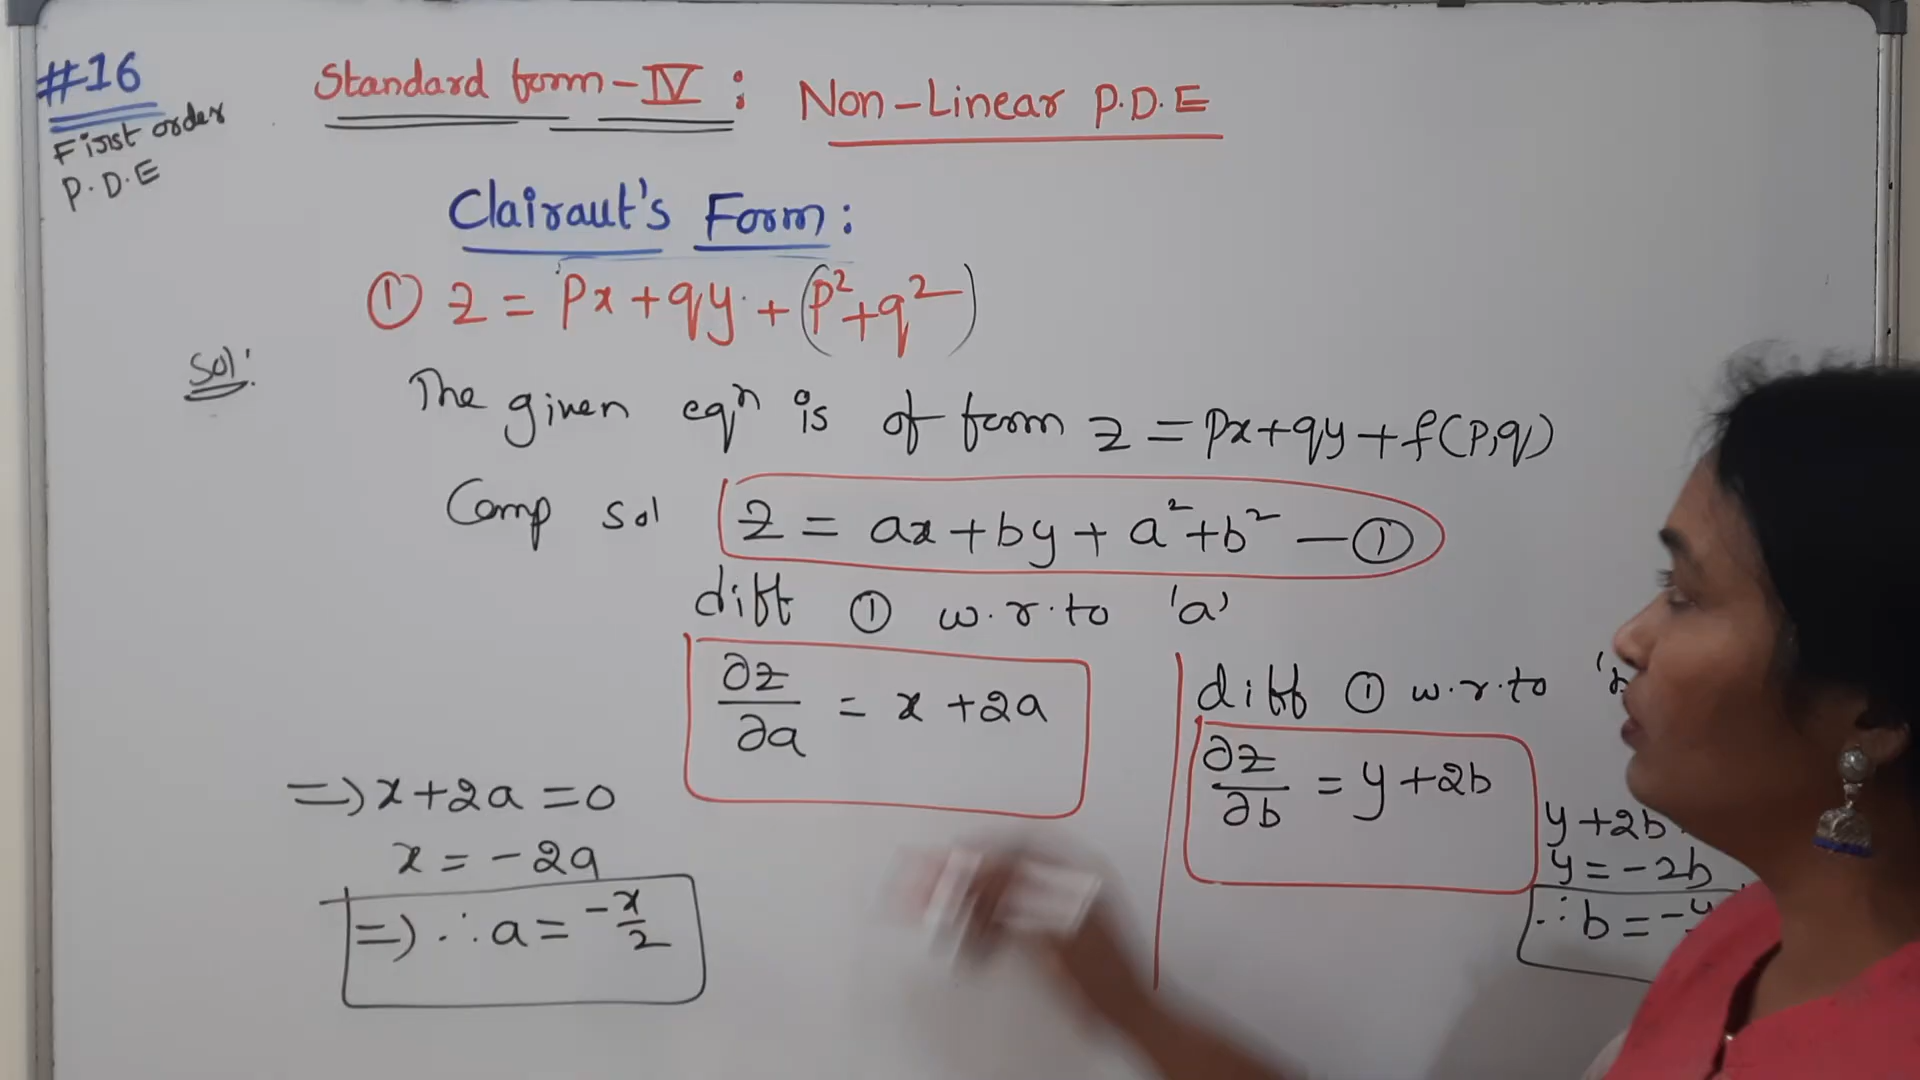 #16
First order
P.D.E
Standard form-IV: Non-Linear P.D.E
Clairaut's Form:
① z = px+qy+(p²+q²)
Sol:
The given eqⁿ is of form z = px+qy+f(p,q)
Comp sol z = ax+by+a²+b² - ①
diff ① w.r.to 'a'
∂z/∂a = x+2a
diff ① w.r.to
∂z/∂b = y+2b
=> x+2a=0
x = -2a
=> ∴ a = -x/2
y+2b
y=-2b
∴ b = -y